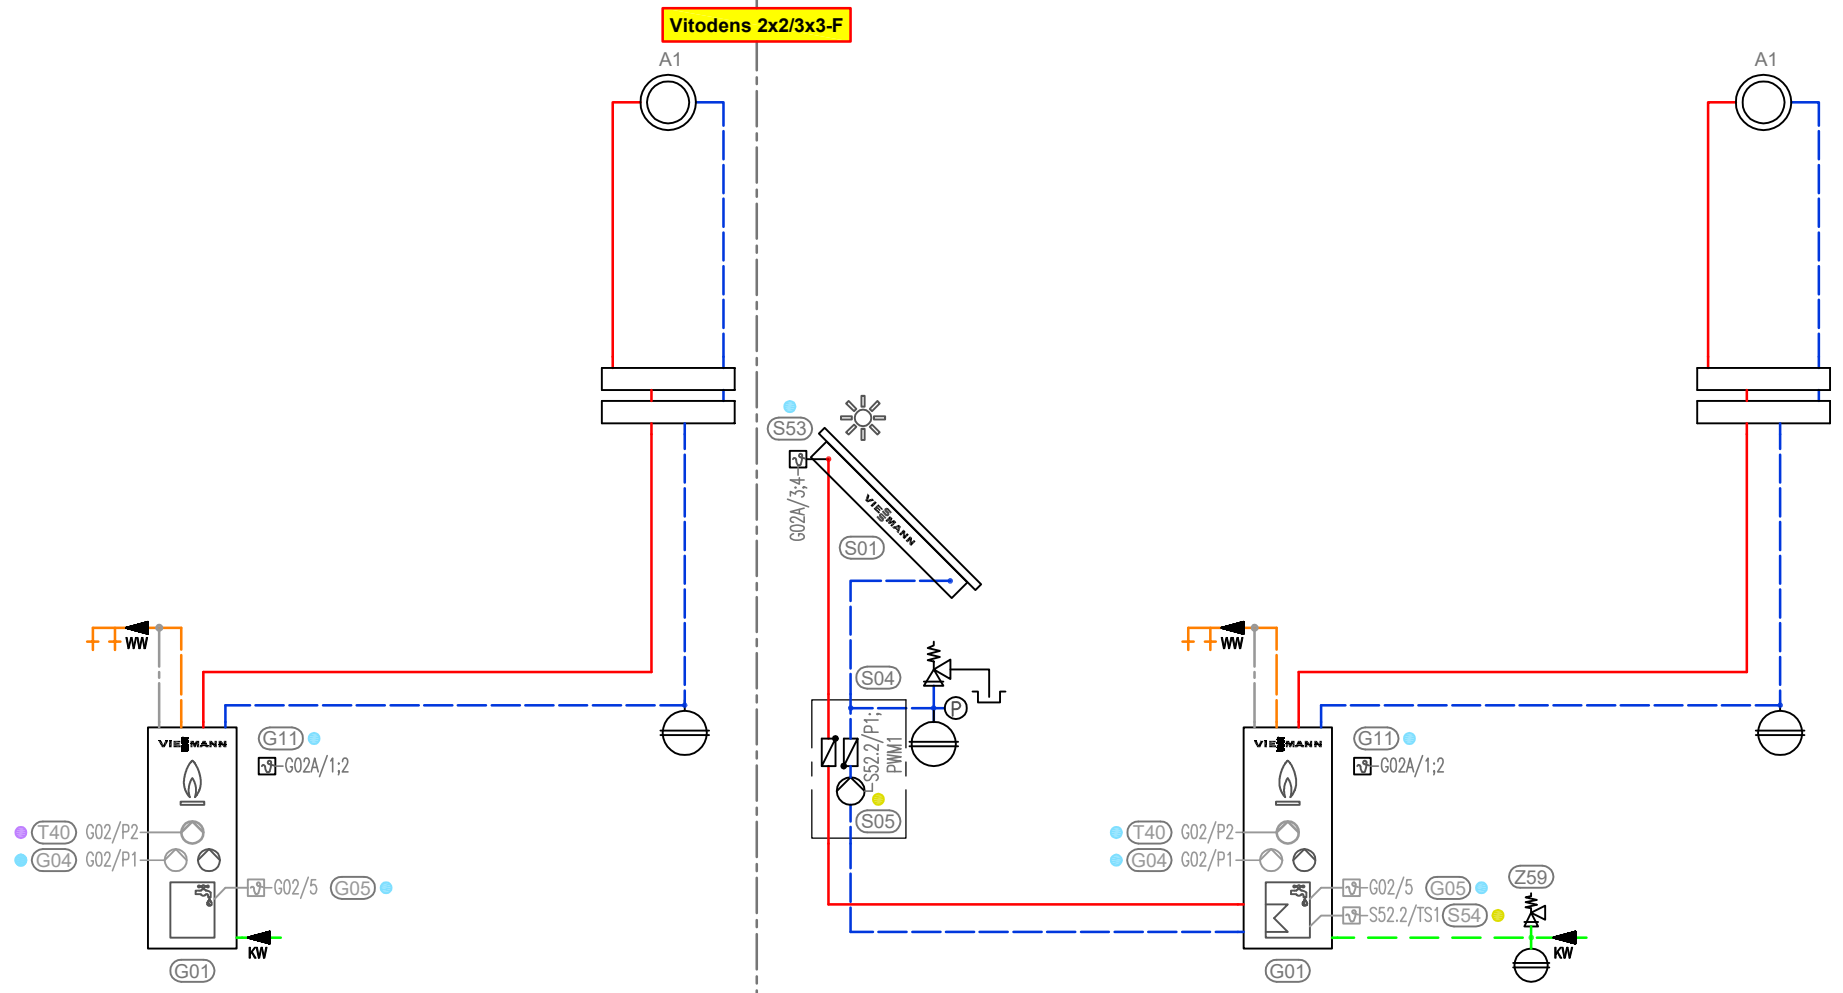 Vitodens 2x2/3x3-F
A1
WW
VIESMANN
G11
G02A/1;2
T40 G02/P2
G04 G02/P1
G02/5 G05
KW
G01
A1
S53
G02A/3;4
VIESMANN
S01
S04
P
S52.2/P1;
PWM1
S05
WW
VIESMANN
G11
G02A/1;2
T40 G02/P2
G04 G02/P1
G02/5 G05
S52.2/TS1 S54
Z59
KW
G01